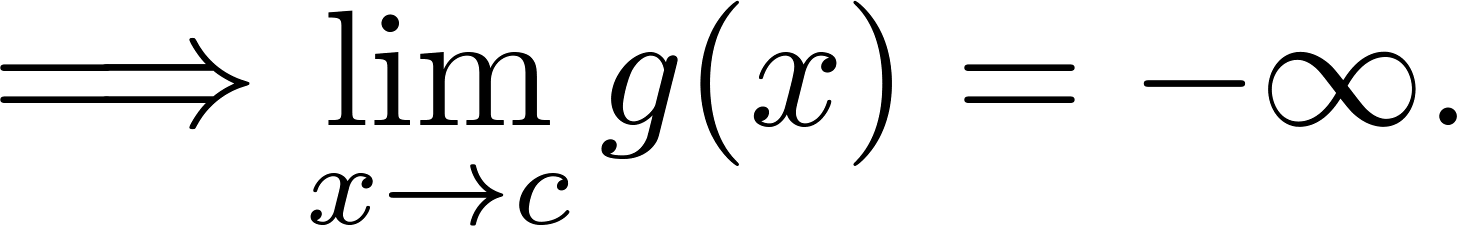 ⟹ lim_{x→c} g(x) = −∞.